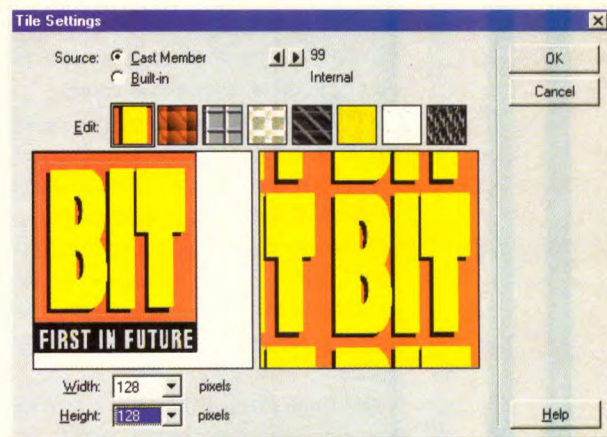 Tile Settings
Source: Cast Member 99
Built-in Internal
OK
Cancel
Edit:
BIT
FIRST IN FUTURE
BIT
T BIT
Width: 128 pixels
Height: 128 pixels
Help